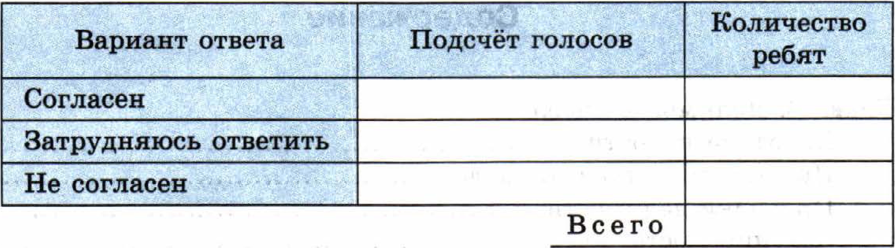 Вариант ответа
Подсчёт голосов
Количество
ребят
Согласен
Затрудняюсь ответить
Не согласен
Всего